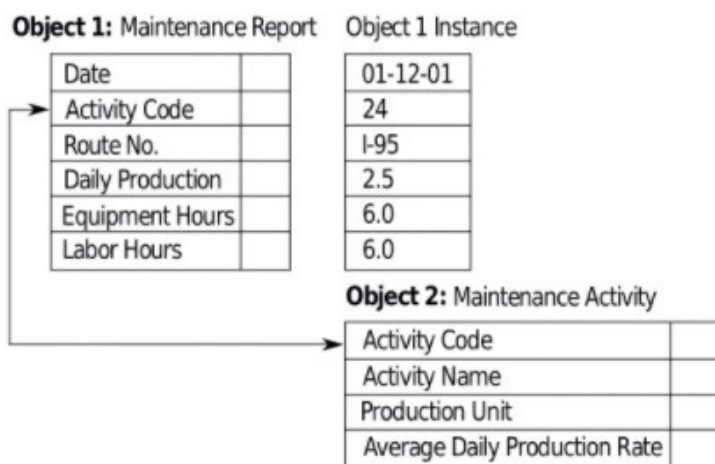 Object 1: Maintenance Report Object 1 Instance
Date 01-12-01
Activity Code 24
Route No. I-95
Daily Production 2.5
Equipment Hours 6.0
Labor Hours 6.0
Object 2: Maintenance Activity
Activity Code
Activity Name
Production Unit
Average Daily Production Rate